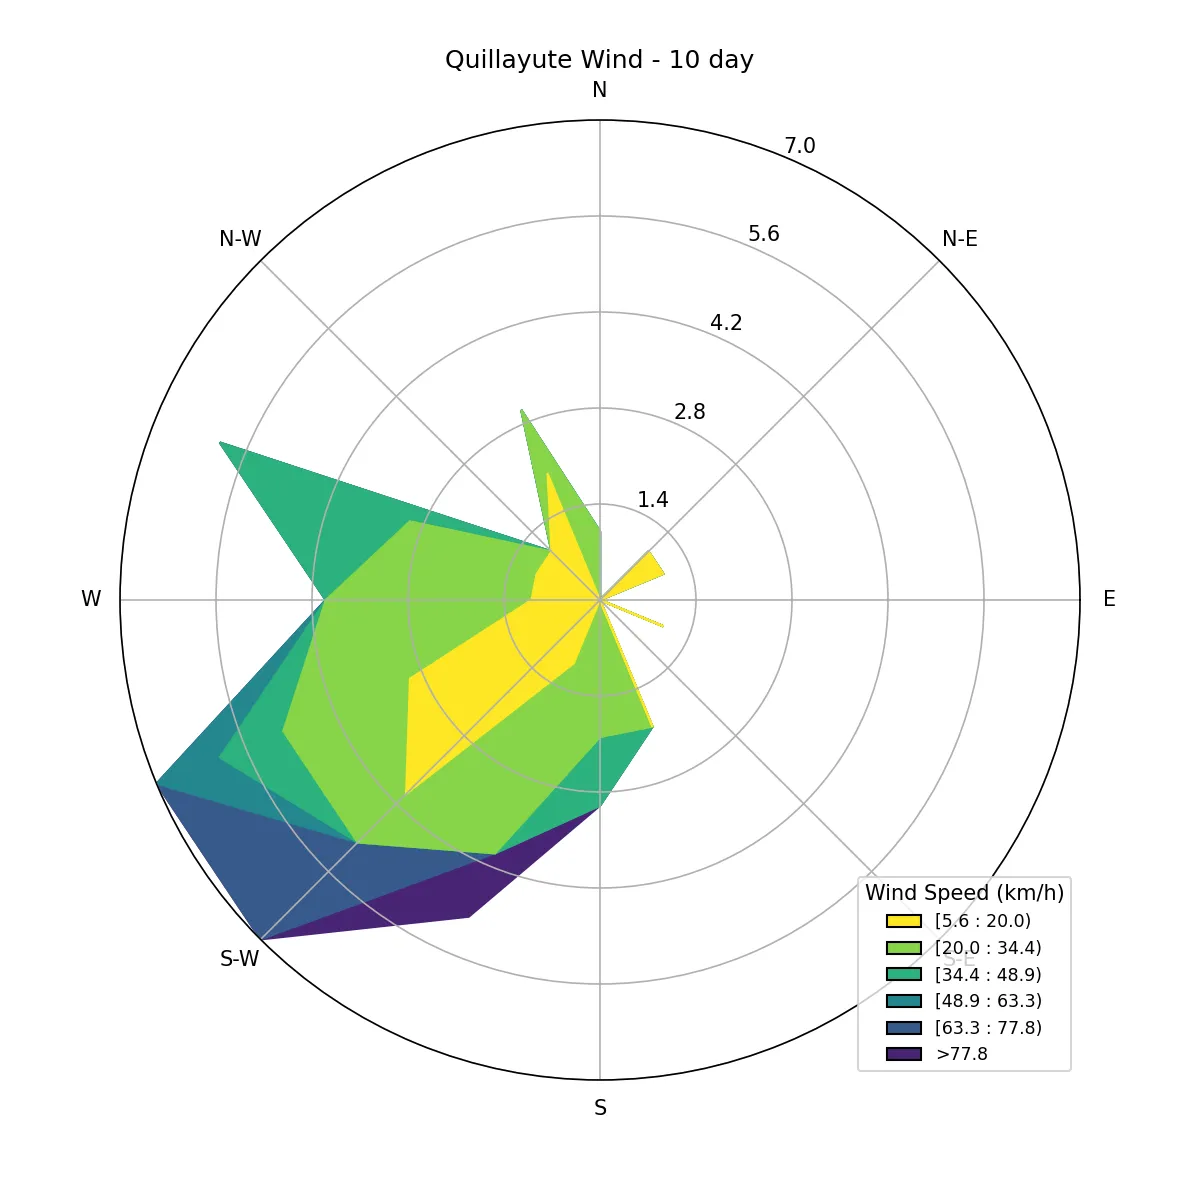 Quillayute Wind - 10 day
N
7.0
N-W
5.6
N-E
4.2
2.8
1.4
W
E
S-W
S-E
Wind Speed (km/h)
[5.6 : 20.0)
[20.0 : 34.4)
[34.4 : 48.9)
[48.9 : 63.3)
[63.3 : 77.8)
>77.8
S